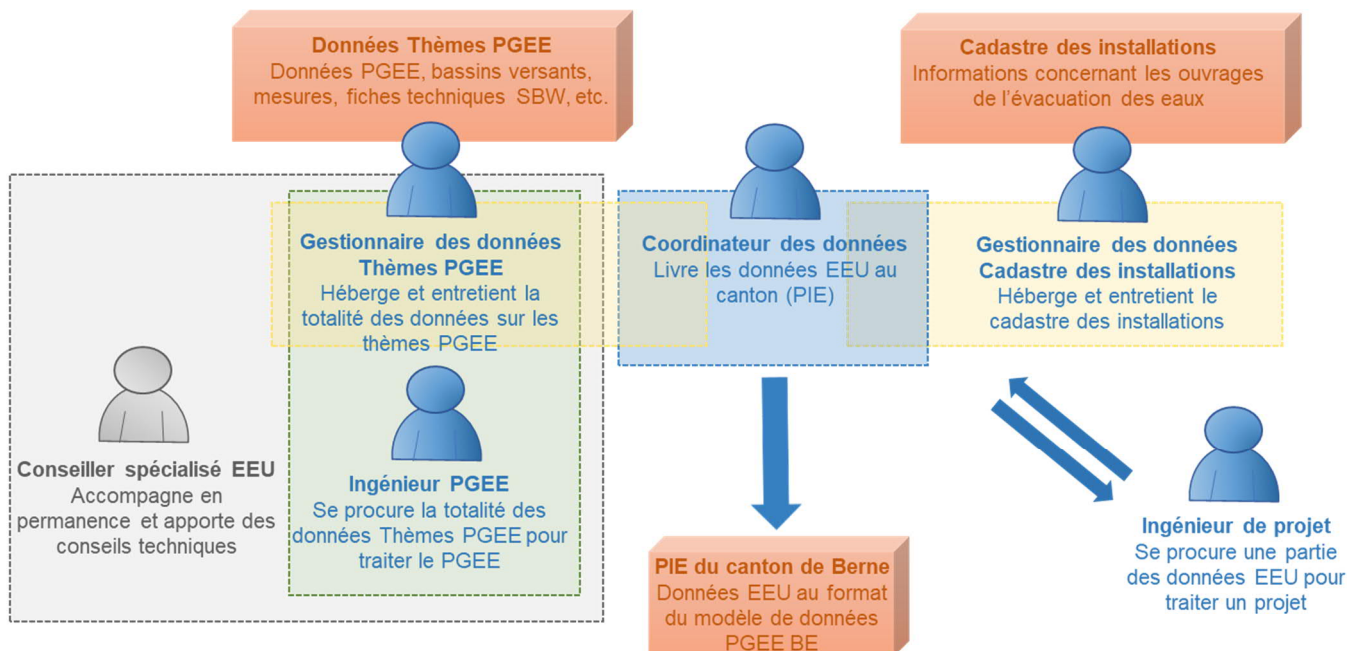 Données Thèmes PGEE
Données PGEE, bassins versants,
mesures, fiches techniques SBW, etc.
Cadastre des installations
Informations concernant les ouvrages
de l'évacuation des eaux
Gestionnaire des données
Thèmes PGEE
Héberge et entretient la
totalité des données sur les
thèmes PGEE
Coordinateur des données
Livre les données EEU au
canton (PIE)
Gestionnaire des données
Cadastre des installations
Héberge et entretient le
cadastre des installations
Conseiller spécialisé EEU
Accompagne en
permanence et apporte des
conseils techniques
Ingénieur PGEE
Se procure la totalité des
données Thèmes PGEE pour
traiter le PGEE
PIE du canton de Berne
Données EEU au format
du modèle de données
PGEE BE
Ingénieur de projet
Se procure une partie
des données EEU pour
traiter un projet